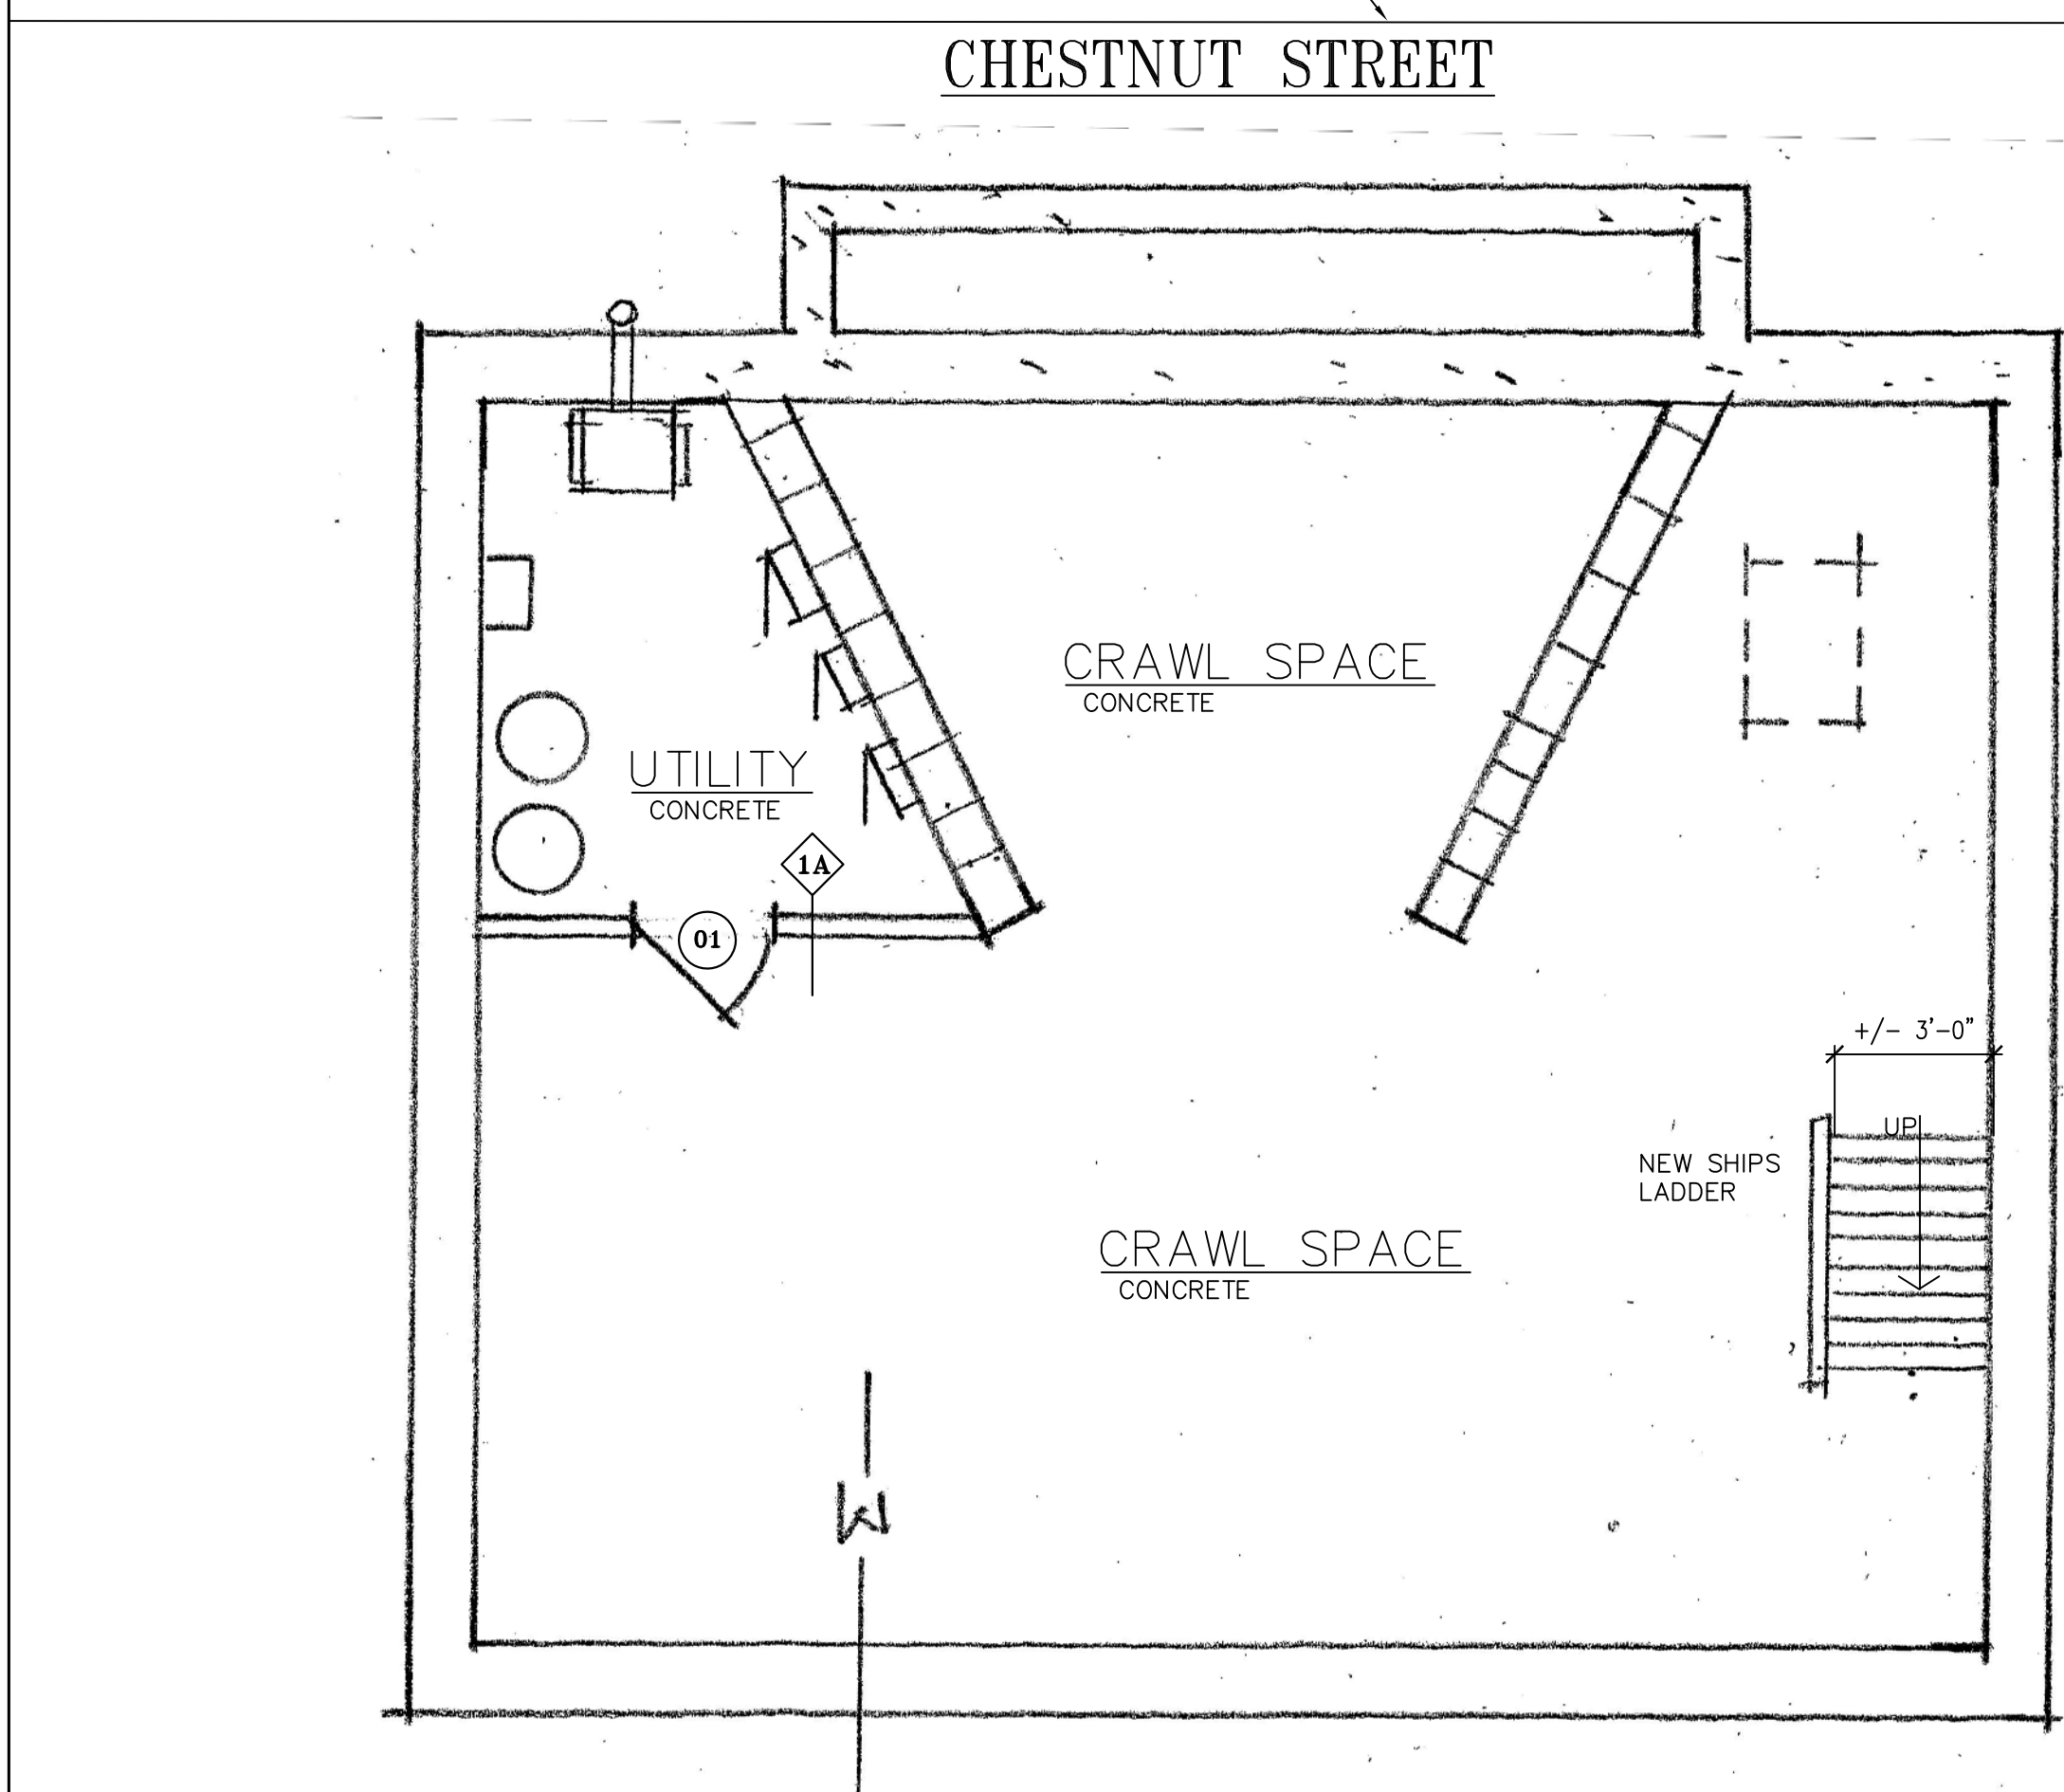 CHESTNUT STREET
CRAWL SPACE
CONCRETE
UTILITY
CONCRETE
1A
01
+/- 3'-0"
UP
NEW SHIPS
LADDER
CRAWL SPACE
CONCRETE
W